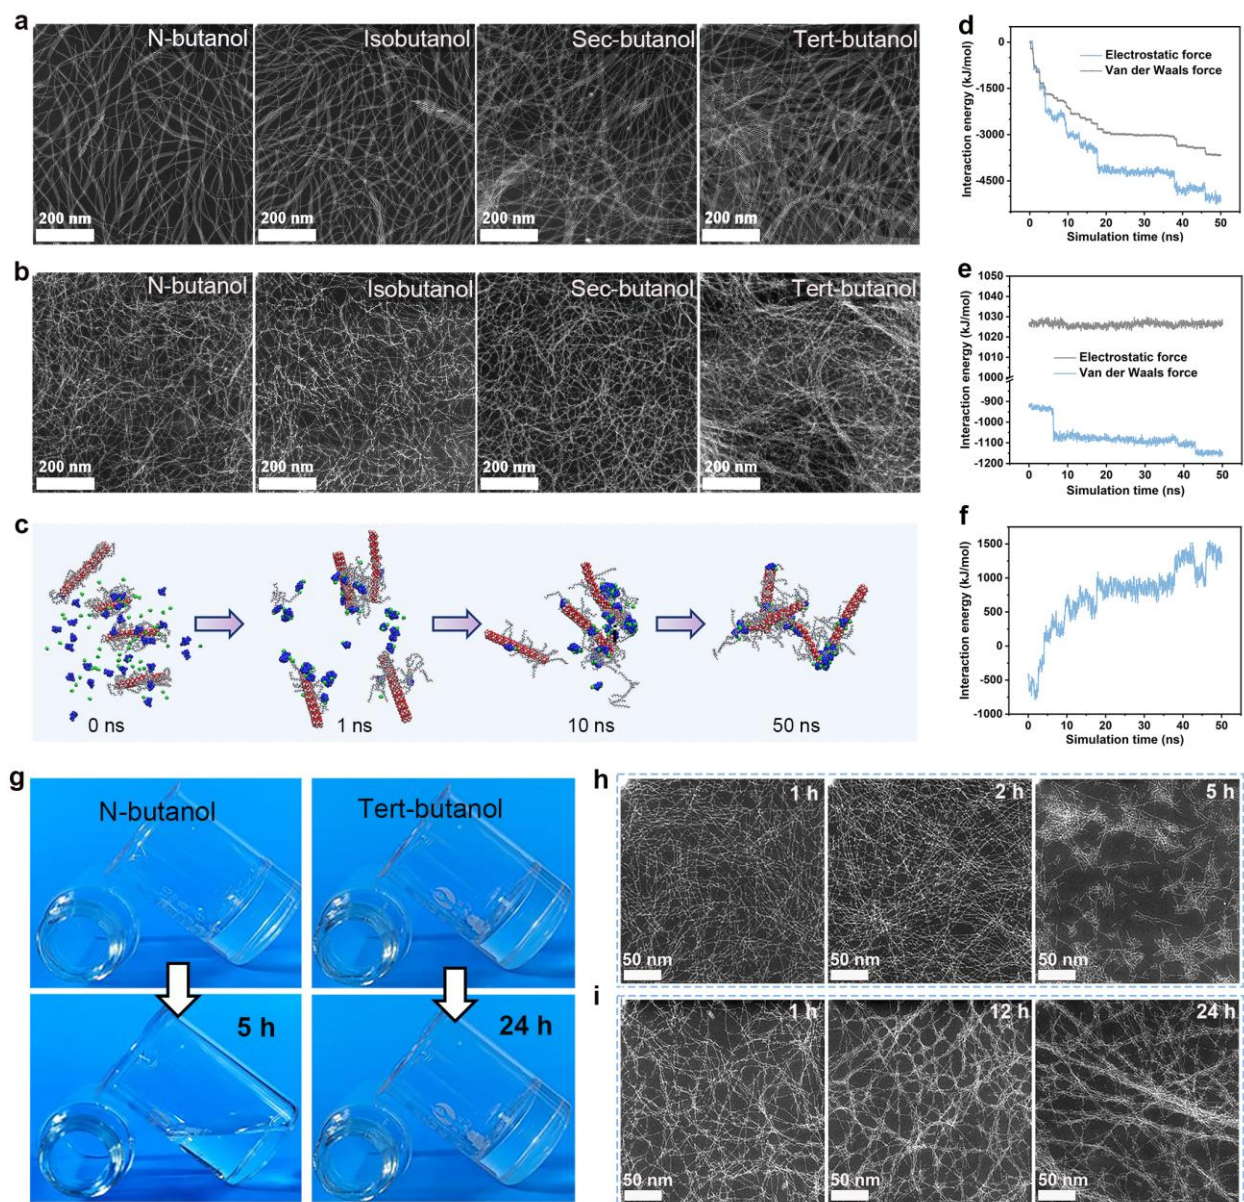 a
N-butanol
Isobutanol
Sec-butanol
Tert-butanol
200 nm
200 nm
200 nm
200 nm
b
N-butanol
Isobutanol
Sec-butanol
Tert-butanol
200 nm
200 nm
200 nm
200 nm
c
0 ns
1 ns
10 ns
50 ns
d
Interaction energy (kJ/mol)
0
-1500
-3000
-4500
Electrostatic force
Van der Waals force
0 10 20 30 40 50
Simulation time (ns)
e
Interaction energy (kJ/mol)
1050
1040
1030
1020
1010
1000
-900
-1000
-1100
-1200
Electrostatic force
Van der Waals force
0 10 20 30 40 50
Simulation time (ns)
f
Interaction energy (kJ/mol)
1500
1000
500
0
-500
-1000
0 10 20 30 40 50
Simulation time (ns)
g
N-butanol
Tert-butanol
5 h
24 h
h
1 h
2 h
5 h
50 nm
50 nm
50 nm
i
1 h
12 h
24 h
50 nm
50 nm
50 nm